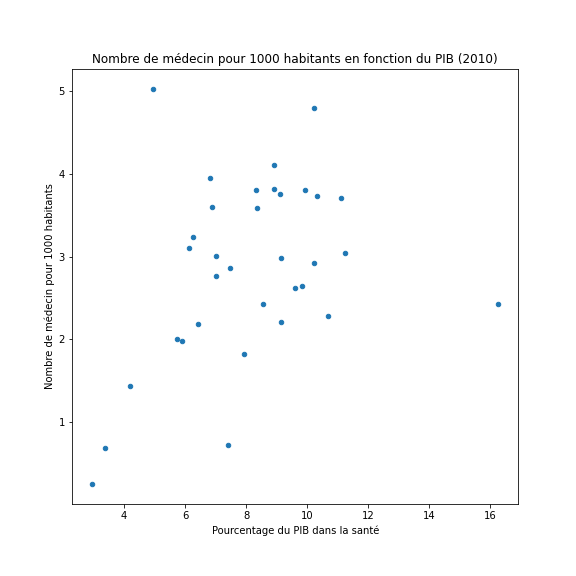 Nombre de médecin pour 1000 habitants en fonction du PIB (2010)
Nombre de médecin pour 1000 habitants
5
4
3
2
1
4 6 8 10 12 14 16
Pourcentage du PIB dans la santé